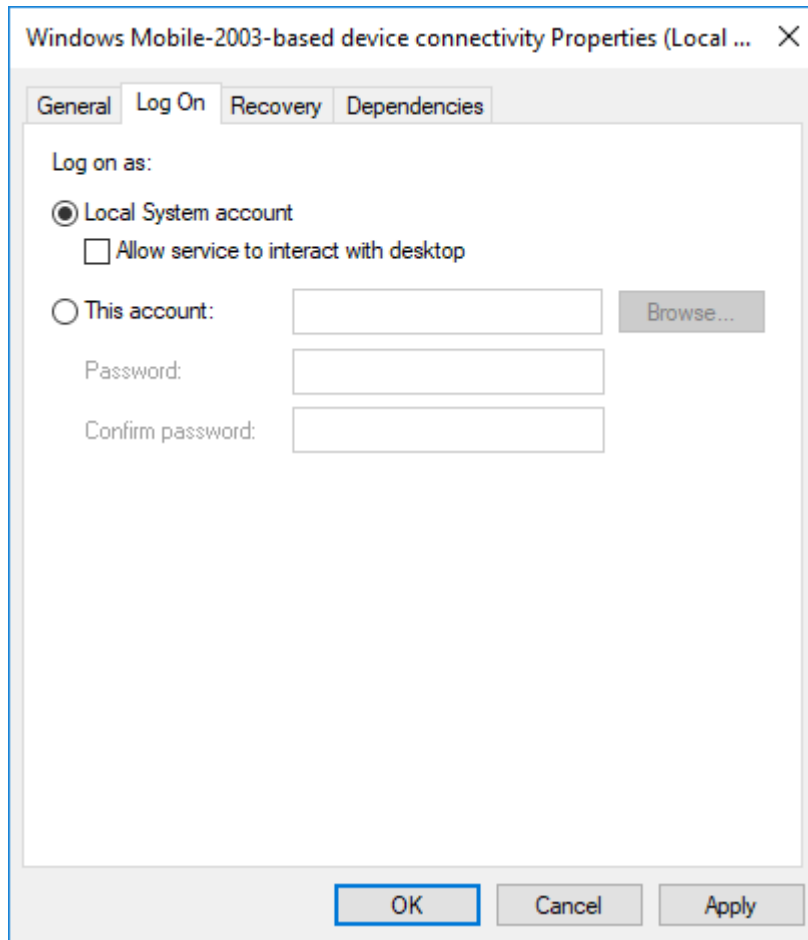 Windows Mobile-2003-based device connectivity Properties (Local ...
General Log On Recovery Dependencies
Log on as:
Local System account
Allow service to interact with desktop
This account: Browse...
Password:
Confirm password:
OK Cancel Apply